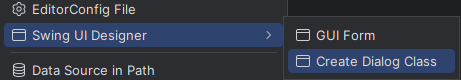 EditorConfig File
Swing UI Designer
GUI Form
Create Dialog Class
Data Source in Path